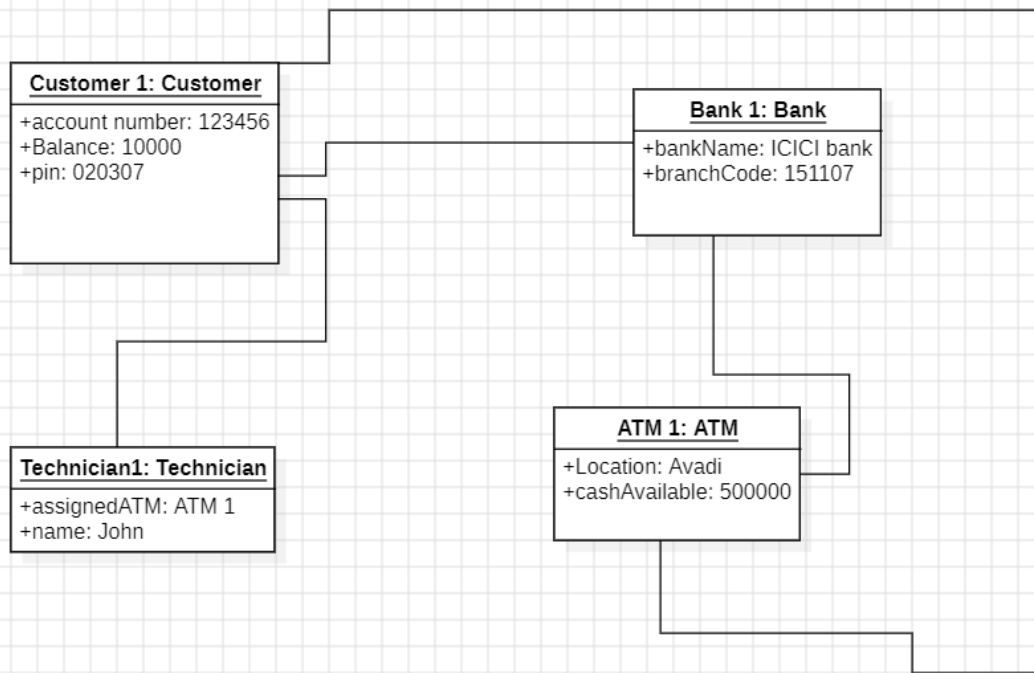 Customer 1: Customer
+account number: 123456
+Balance: 10000
+pin: 020307
Bank 1: Bank
+bankName: ICICI bank
+branchCode: 151107
ATM 1: ATM
+Location: Avadi
+cashAvailable: 500000
Technician1: Technician
+assignedATM: ATM 1
+name: John